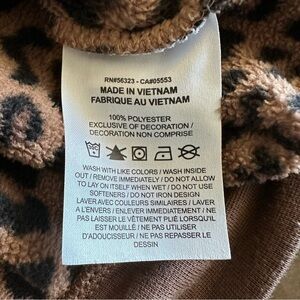 RN#56323 - CA#05553
MADE IN VIETNAM
FABRIQUE AU VIETNAM
100% POLYESTER
EXCLUSIVE OF DECORATION /
DECORATION NON COMPRISE
WASH WITH LIKE COLORS / WASH INSIDE
OUT / REMOVE IMMEDIATELY / DO NOT ALLOW
TO LAY ON ITSELF WHEN WET / DO NOT USE
SOFTENERS / DO NOT IRON DESIGN
LAVER AVEC COULEURS SIMILAIRES / LAVER
A L'ENVERS / ENLEVER IMMEDIATEMENT / NE
PAS LAISSER LE VÊTEMENT PLIÉ LORSQU'IL
EST MOUILLÉ / NE PAS UTILISER
D'ADOUCISSEUR / NE PAS REPASSER LE
DESSIN